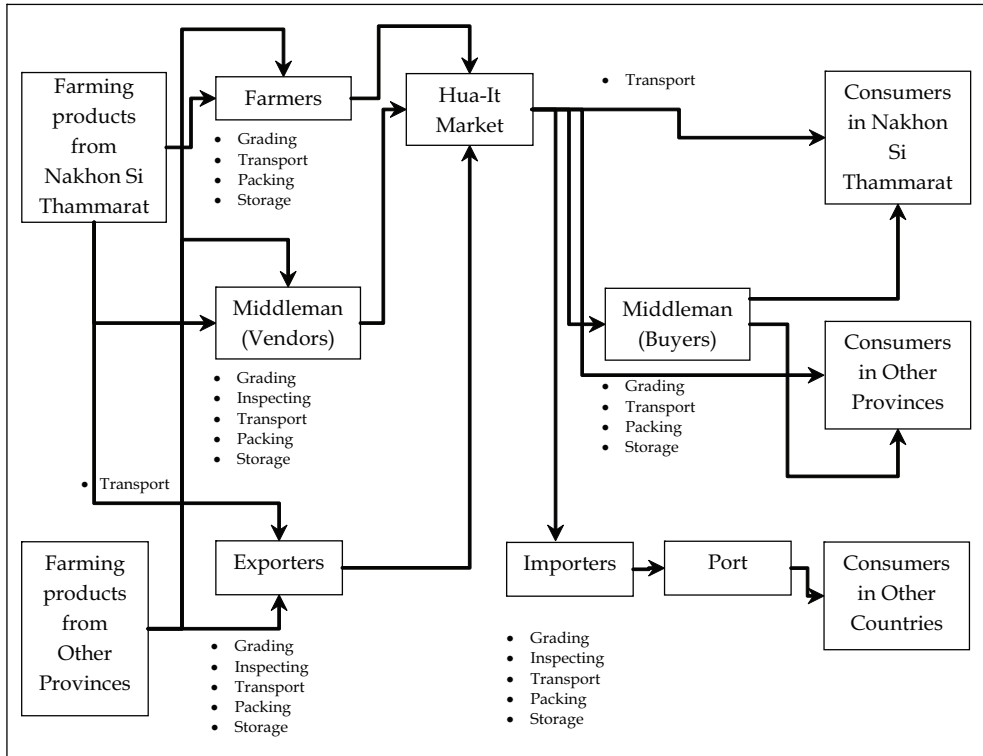 Farming
products
from
Nakhon Si
Thammarat
Farmers
• Grading
• Transport
• Packing
• Storage
Hua-It
Market
• Transport
Consumers
in Nakhon
Si
Thammarat
Middleman
(Vendors)
• Grading
• Inspecting
• Transport
• Packing
• Storage
Middleman
(Buyers)
• Grading
• Transport
• Packing
• Storage
Consumers
in Other
Provinces
• Transport
Farming
products
from
Other
Provinces
Exporters
• Grading
• Inspecting
• Transport
• Packing
• Storage
Importers
• Grading
• Inspecting
• Transport
• Packing
• Storage
Port
Consumers
in Other
Countries